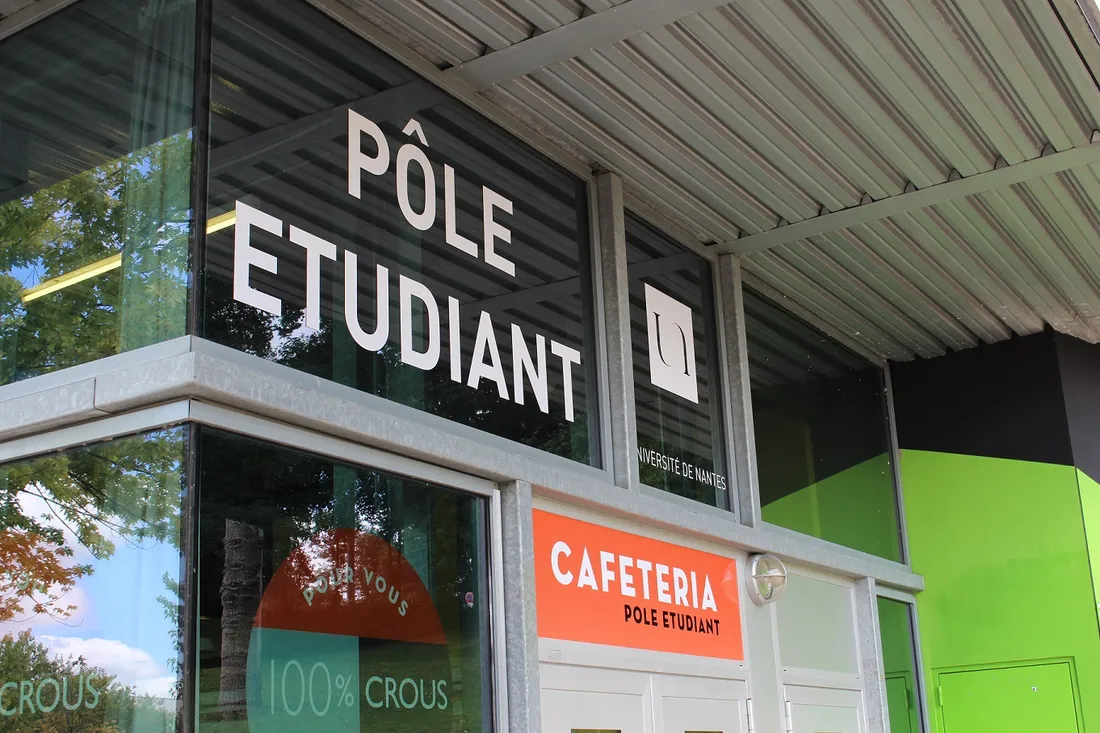 PÔLE
ETUDIANT
NIVERSITÉ DE NANTES
CAFETERIA
POLE ETUDIANT
POUR VOUS
100% CROUS
CROUS